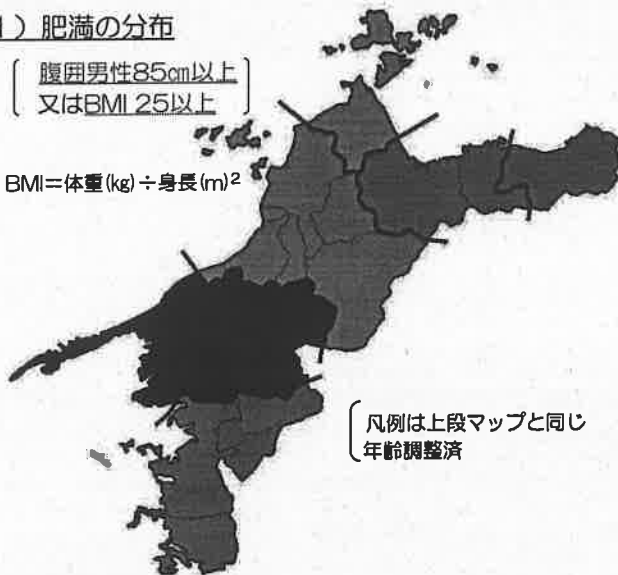 1）肥満の分布
腹囲男性85cm以上
又はBMI 25以上
BMI＝体重(kg)÷身長(m)²
凡例は上段マップと同じ
年齢調整済